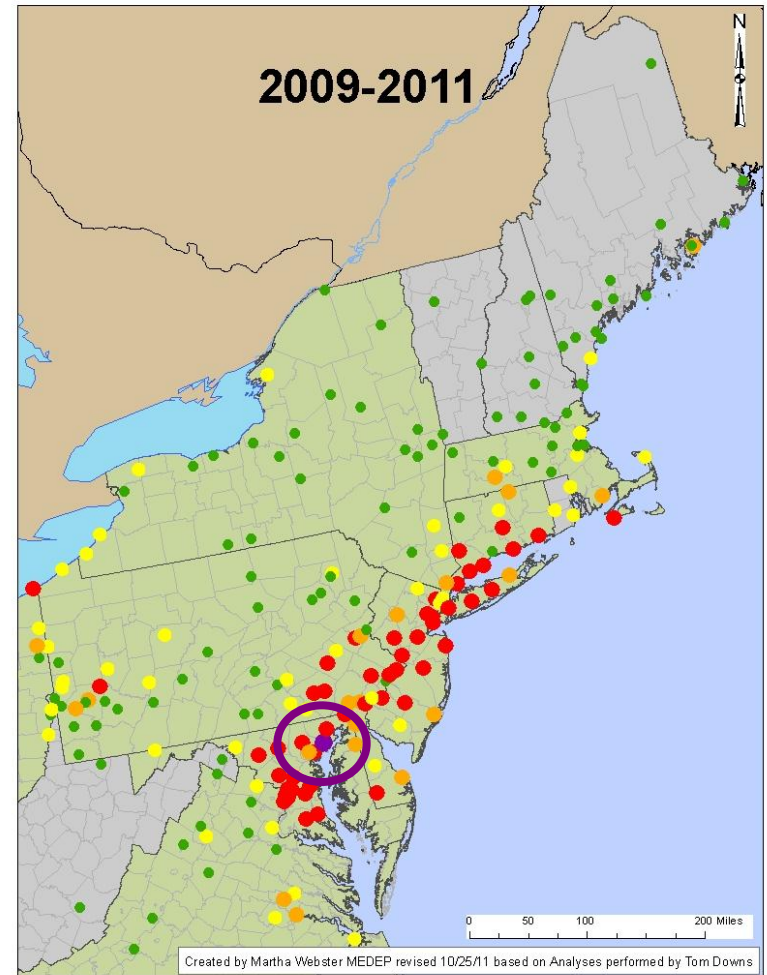 N
2009-2011
0 50 100 200 Miles
Created by Martha Webster MEDEP revised 10/25/11 based on Analyses performed by Tom Downs